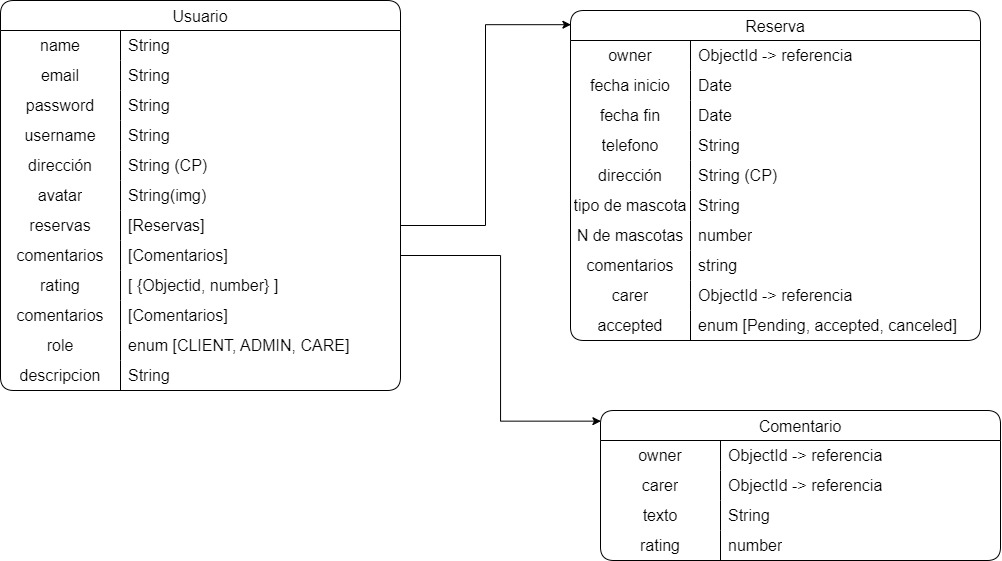 Usuario
name String
email String
password String
username String
dirección String (CP)
avatar String(img)
reservas [Reservas]
comentarios [Comentarios]
rating [ {Objectid, number} ]
comentarios [Comentarios]
role enum [CLIENT, ADMIN, CARE]
descripcion String
Reserva
owner ObjectId -> referencia
fecha inicio Date
fecha fin Date
telefono String
dirección String (CP)
tipo de mascota String
N de mascotas number
comentarios string
carer ObjectId -> referencia
accepted enum [Pending, accepted, canceled]
Comentario
owner ObjectId -> referencia
carer ObjectId -> referencia
texto String
rating number